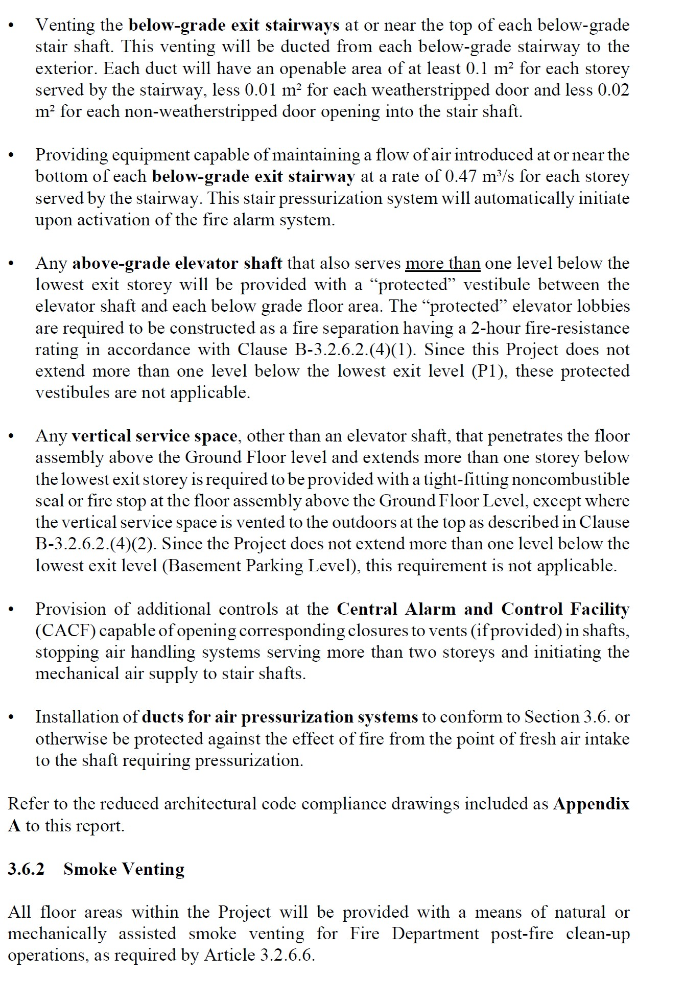 • Venting the below-grade exit stairways at or near the top of each below-grade
stair shaft. This venting will be ducted from each below-grade stairway to the
exterior. Each duct will have an openable area of at least 0.1 m² for each storey
served by the stairway, less 0.01 m² for each weatherstripped door and less 0.02
m² for each non-weatherstripped door opening into the stair shaft.
• Providing equipment capable of maintaining a flow of air introduced at or near the
bottom of each below-grade exit stairway at a rate of 0.47 m³/s for each storey
served by the stairway. This stair pressurization system will automatically initiate
upon activation of the fire alarm system.
• Any above-grade elevator shaft that also serves more than one level below the
lowest exit storey will be provided with a “protected” vestibule between the
elevator shaft and each below grade floor area. The “protected” elevator lobbies
are required to be constructed as a fire separation having a 2-hour fire-resistance
rating in accordance with Clause B-3.2.6.2.(4)(1). Since this Project does not
extend more than one level below the lowest exit level (P1), these protected
vestibules are not applicable.
• Any vertical service space, other than an elevator shaft, that penetrates the floor
assembly above the Ground Floor level and extends more than one storey below
the lowest exit storey is required to be provided with a tight-fitting noncombustible
seal or fire stop at the floor assembly above the Ground Floor Level, except where
the vertical service space is vented to the outdoors at the top as described in Clause
B-3.2.6.2.(4)(2). Since the Project does not extend more than one level below the
lowest exit level (Basement Parking Level), this requirement is not applicable.
• Provision of additional controls at the Central Alarm and Control Facility
(CACF) capable of opening corresponding closures to vents (if provided) in shafts,
stopping air handling systems serving more than two storeys and initiating the
mechanical air supply to stair shafts.
• Installation of ducts for air pressurization systems to conform to Section 3.6. or
otherwise be protected against the effect of fire from the point of fresh air intake
to the shaft requiring pressurization.
Refer to the reduced architectural code compliance drawings included as Appendix
A to this report.
3.6.2 Smoke Venting
All floor areas within the Project will be provided with a means of natural or
mechanically assisted smoke venting for Fire Department post-fire clean-up
operations, as required by Article 3.2.6.6.